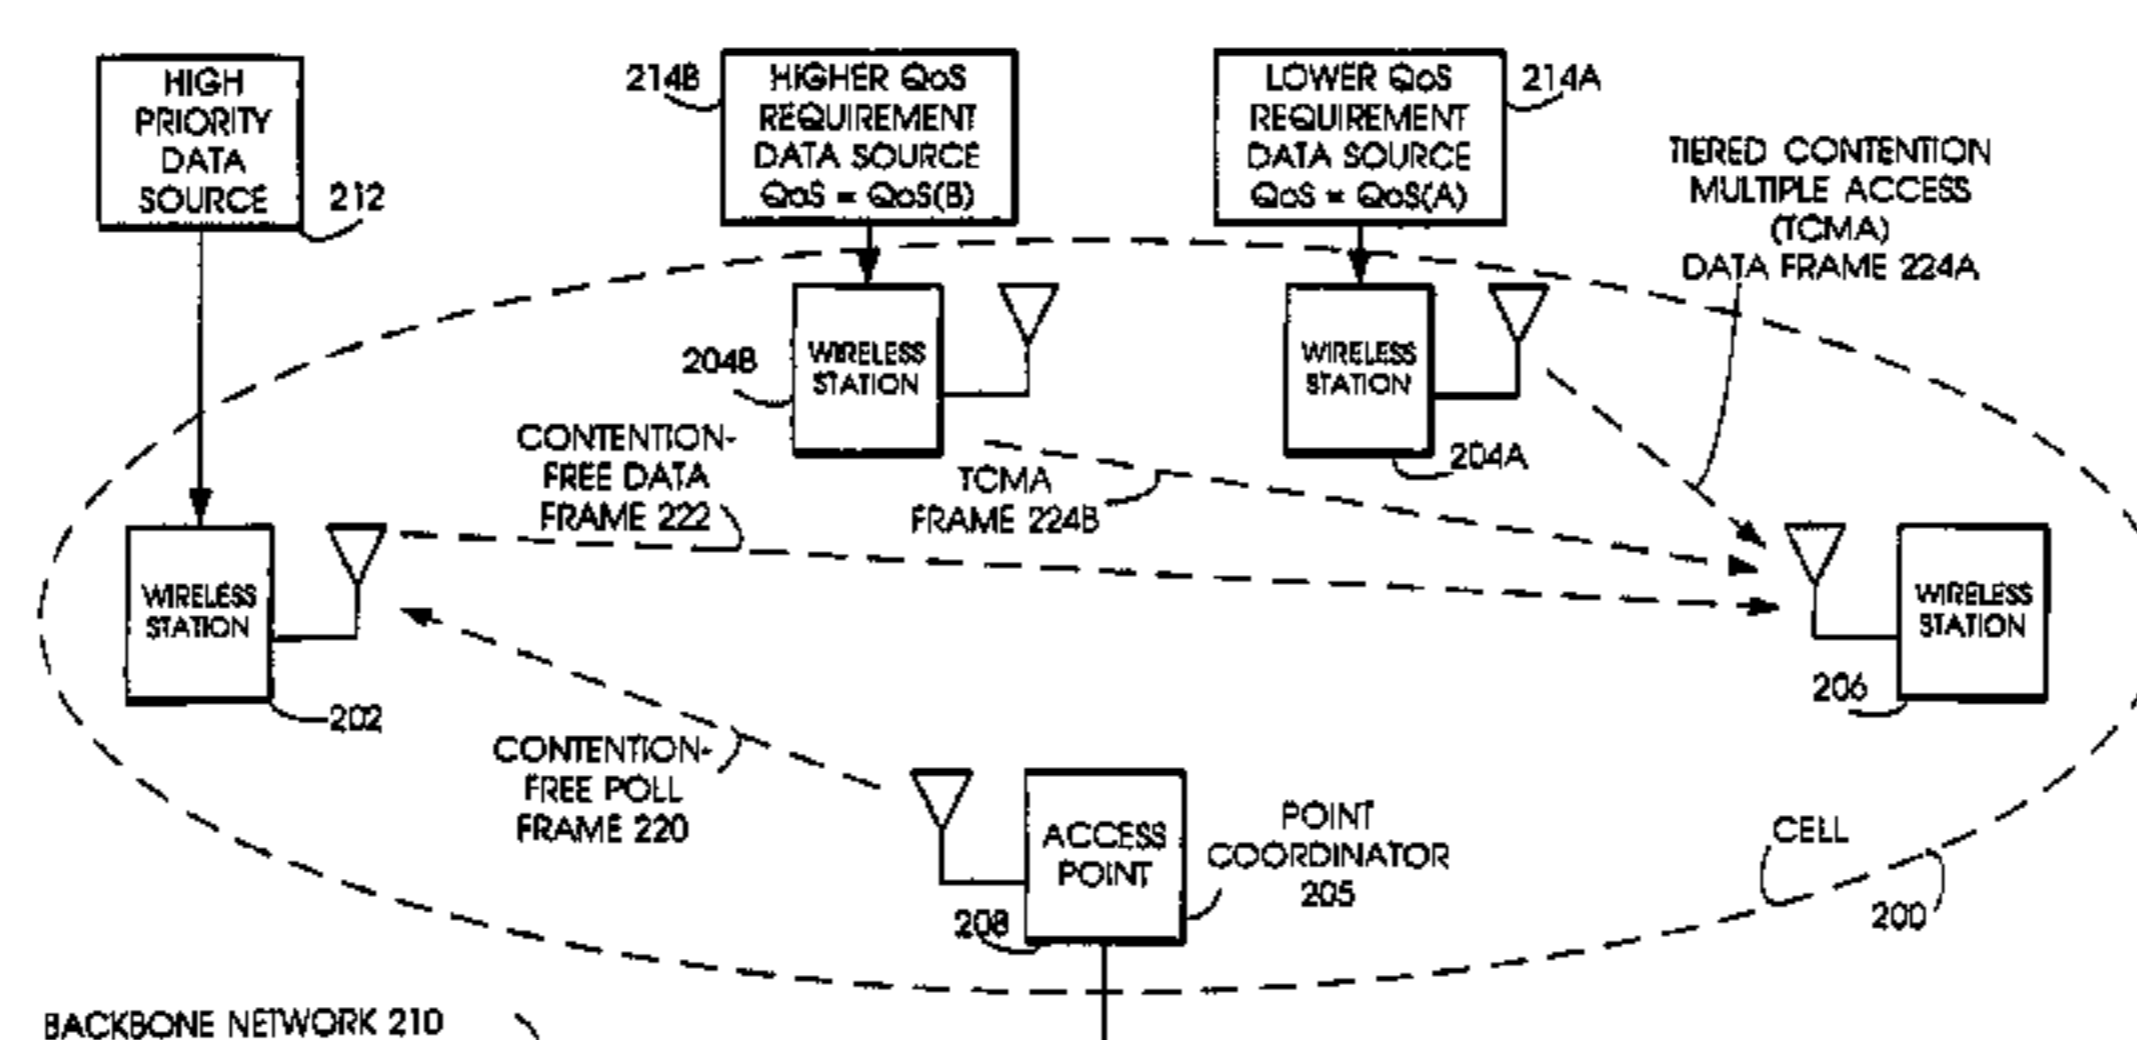 HIGH
PRIORITY
DATA
SOURCE
212
214B
HIGHER QoS
REQUIREMENT
DATA SOURCE
QoS = QoS(B)
LOWER QoS
REQUIREMENT
DATA SOURCE
QoS = QoS(A)
214A
TIERED CONTENTION
MULTIPLE ACCESS
(TCMA)
DATA FRAME 224A
204B
WIRELESS
STATION
WIRELESS
STATION
204A
CONTENTION-
FREE DATA
FRAME 222
TCMA
FRAME 224B
WIRELESS
STATION
202
WIRELESS
STATION
206
CONTENTION-
FREE POLL
FRAME 220
ACCESS
POINT
208
POINT
COORDINATOR
205
CELL
200
BACKBONE NETWORK 210